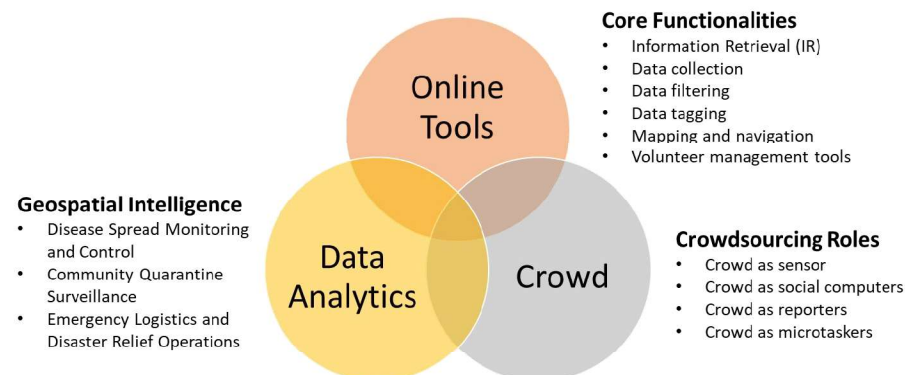 Core Functionalities
• Information Retrieval (IR)
• Data collection
• Data filtering
• Data tagging
• Mapping and navigation
• Volunteer management tools
Online
Tools
Geospatial Intelligence
• Disease Spread Monitoring
and Control
• Community Quarantine
Surveillance
• Emergency Logistics and
Disaster Relief Operations
Data
Analytics
Crowd
Crowdsourcing Roles
• Crowd as sensor
• Crowd as social computers
• Crowd as reporters
• Crowd as microtaskers